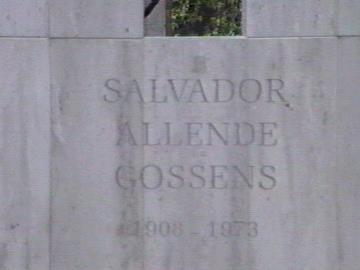 SALVADOR
ALLENDE
GOSSENS
1908 - 1973